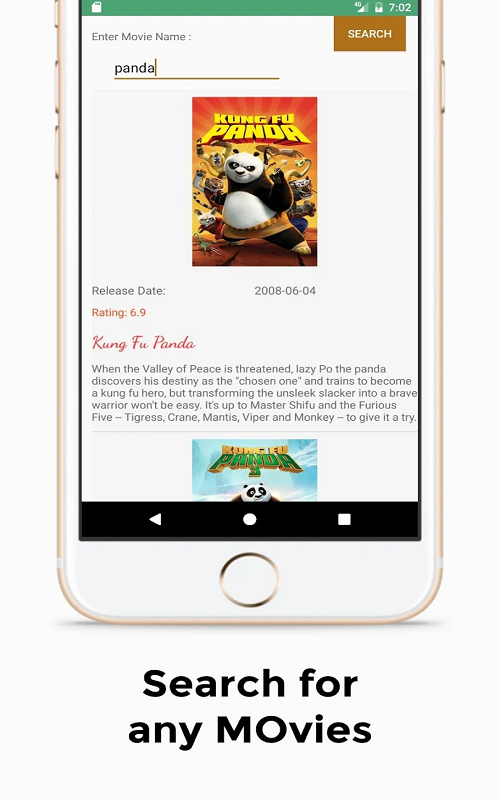 4G 7:02
Enter Movie Name :
SEARCH
panda
KUNG FU
PANDA
Release Date: 2008-06-04
Rating: 6.9
Kung Fu Panda
When the Valley of Peace is threatened, lazy Po the panda
discovers his destiny as the "chosen one" and trains to become
a kung fu hero, but transforming the unsleek slacker into a brave
warrior won't be easy. It's up to Master Shifu and the Furious
Five – Tigress, Crane, Mantis, Viper and Monkey – to give it a try.
KUNG FU
PANDA
3
Search for
any MOvies